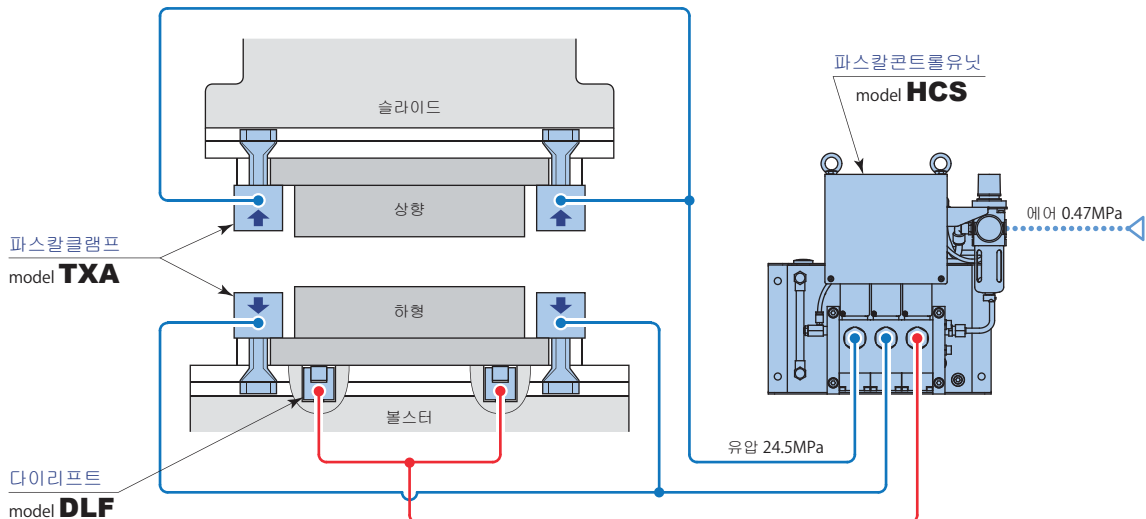 파스칼콘트롤유닛
model HCS
슬라이드
상향
에어 0.47MPa
파스칼클램프
model TXA
하형
볼스터
유압 24.5MPa
다이리프트
model DLF